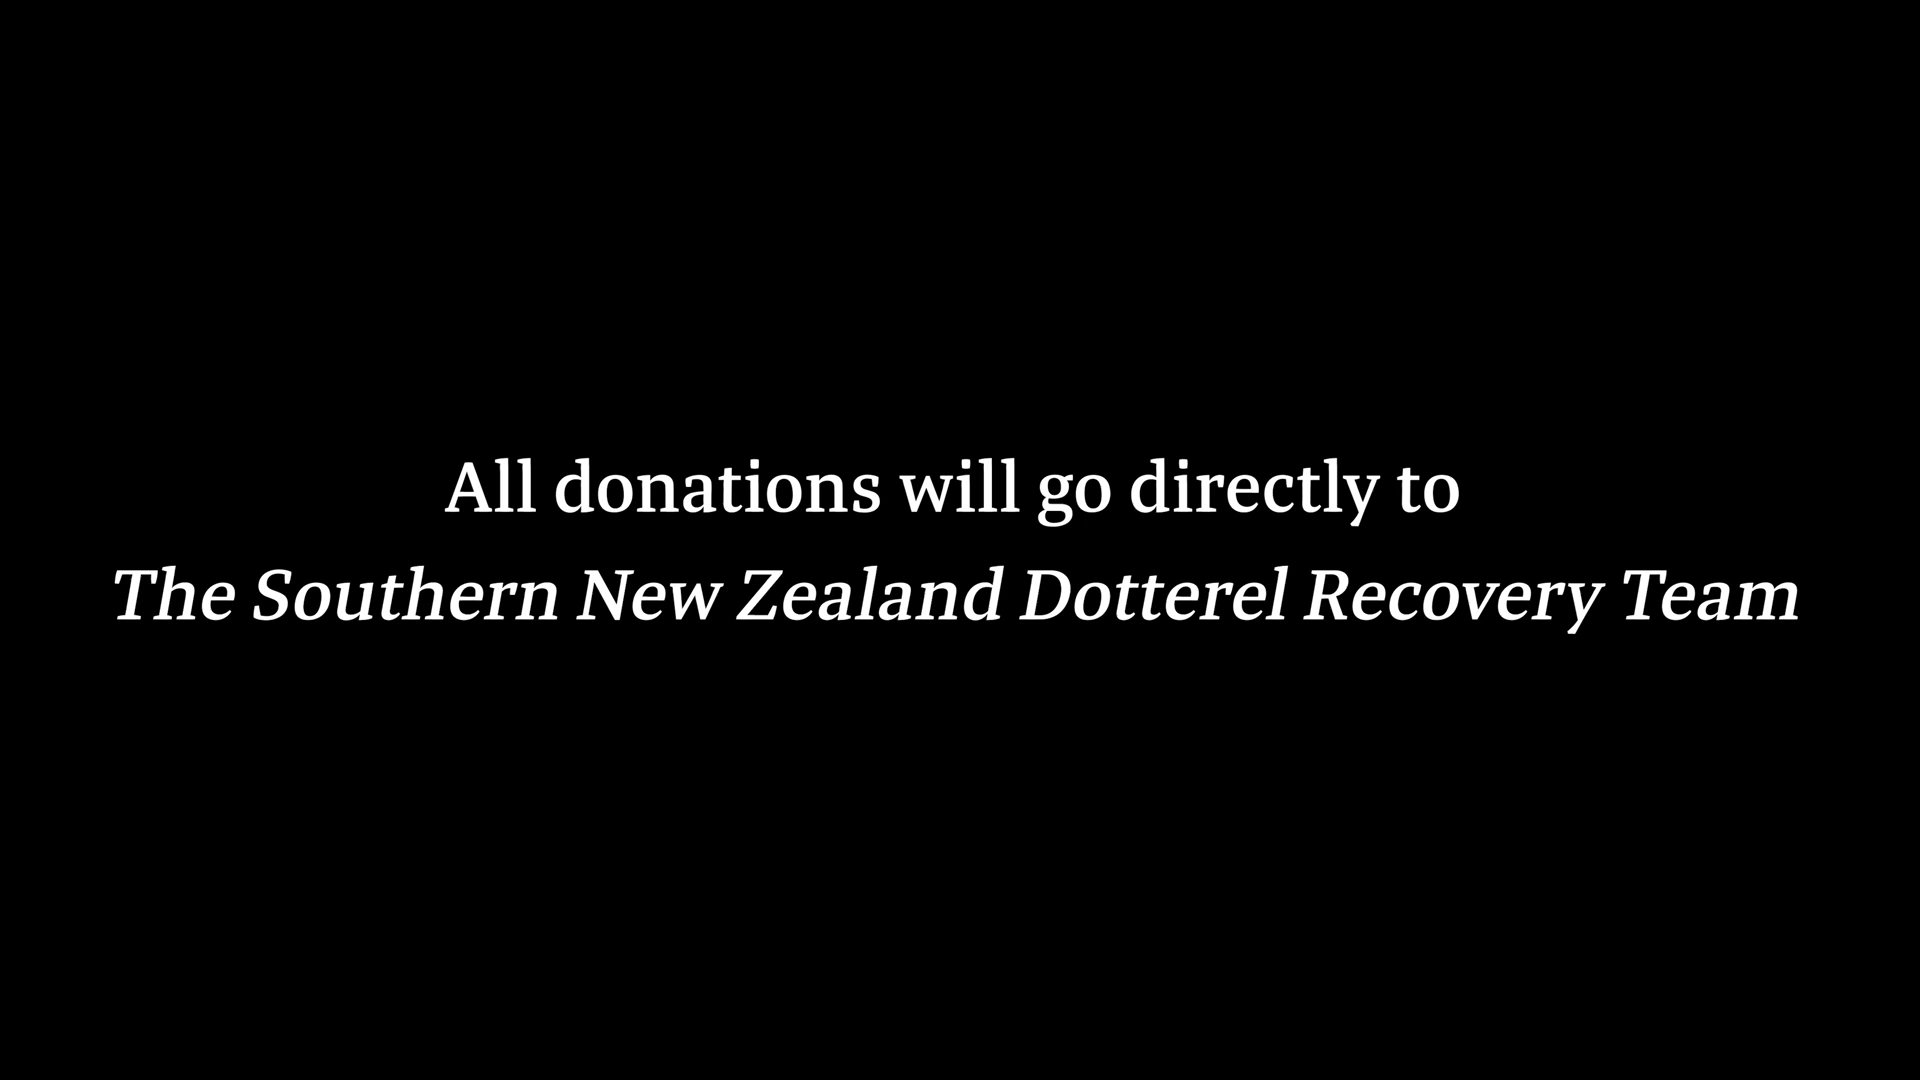 All donations will go directly to
The Southern New Zealand Dotterel Recovery Team